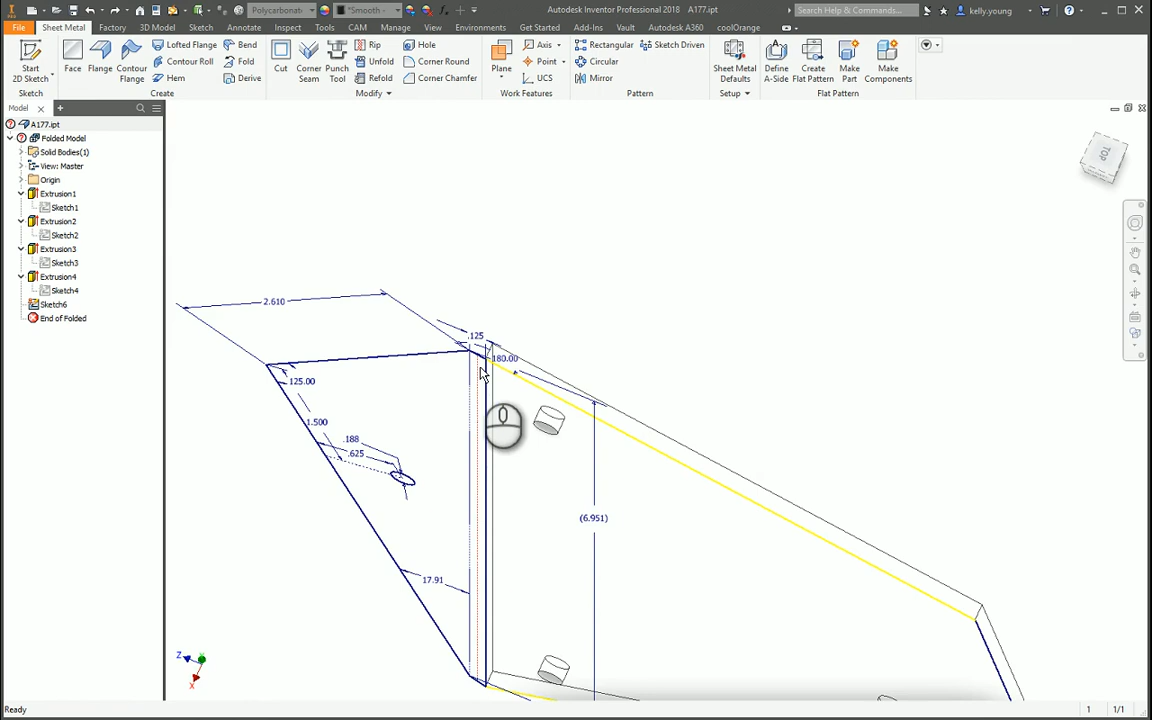 Polycarbonat
*Smooth -
Autodesk Inventor Professional 2018 A177.ipt
Search Help & Commands...
kelly.young
File
Sheet Metal
Factory
3D Model
Sketch
Annotate
Inspect
Tools
CAM
Manage
View
Environments
Get Started
Add-Ins
Vault
Autodesk A360
coolOrange
Start
2D Sketch
Face
Flange
Contour
Flange
Lofted Flange
Contour Roll
Hem
Bend
Fold
Derive
Cut
Corner
Seam
Punch
Tool
Rip
Unfold
Refold
Hole
Corner Round
Corner Chamfer
Plane
Axis
Point
UCS
Rectangular
Circular
Mirror
Sketch Driven
Sheet Metal
Defaults
Define
A-Side
Create
Flat Pattern
Make
Part
Make
Components
Sketch
Create
Modify
Work Features
Pattern
Setup
Flat Pattern
Model
A177.ipt
Folded Model
Solid Bodies(1)
View: Master
Origin
Extrusion1
Sketch1
Extrusion2
Sketch2
Extrusion3
Sketch3
Extrusion4
Sketch4
Sketch6
End of Folded
TOP
2.610
.125
180.00
125.00
1.500
.188
.625
(6.951)
17.91
Z
X
Ready
1
1/1